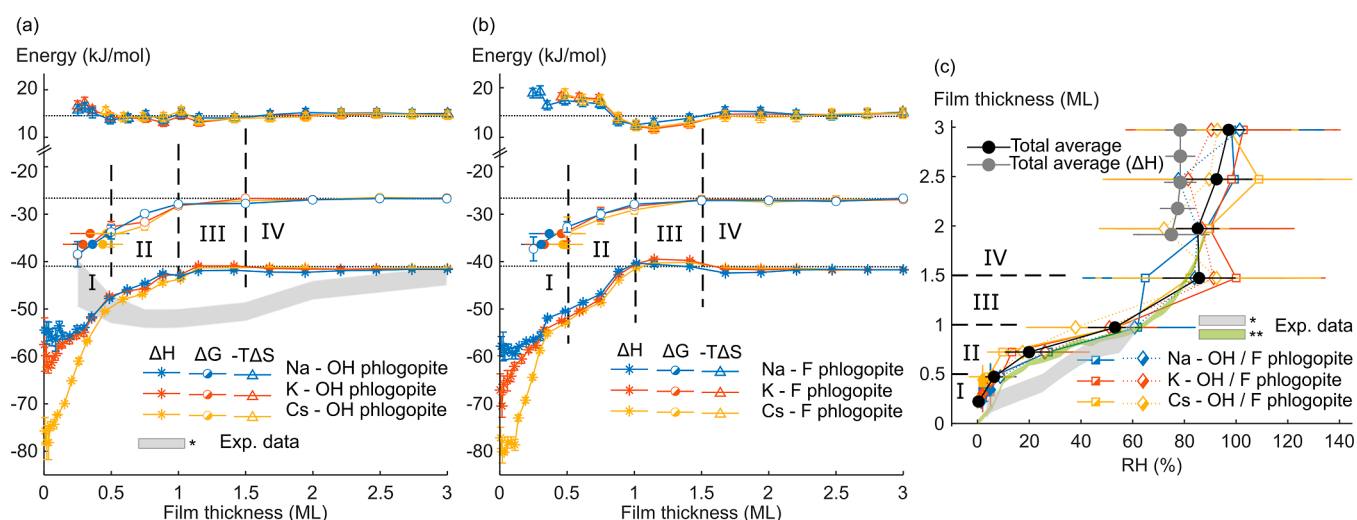 (a)
Energy (kJ/mol)
20
10
-20
-30
-40
-50
-60
-70
-80
I
II
III
IV
ΔH ΔG -TΔS
Na - OH phlogopite
K - OH phlogopite
Cs - OH phlogopite
* Exp. data
0 0.5 1 1.5 2 2.5 3
Film thickness (ML)
(b)
Energy (kJ/mol)
20
10
-20
-30
-40
-50
-60
-70
-80
I
II
III
IV
ΔH ΔG -TΔS
Na - F phlogopite
K - F phlogopite
Cs - F phlogopite
0 0.5 1 1.5 2 2.5 3
Film thickness (ML)
(c)
Film thickness (ML)
3
2.5
2
1.5
1
0.5
0
Total average
Total average (ΔH)
IV
III
II
I
* Exp. data
**
Na - OH / F phlogopite
K - OH / F phlogopite
Cs - OH / F phlogopite
0 20 40 60 80 100 120 140
RH (%)